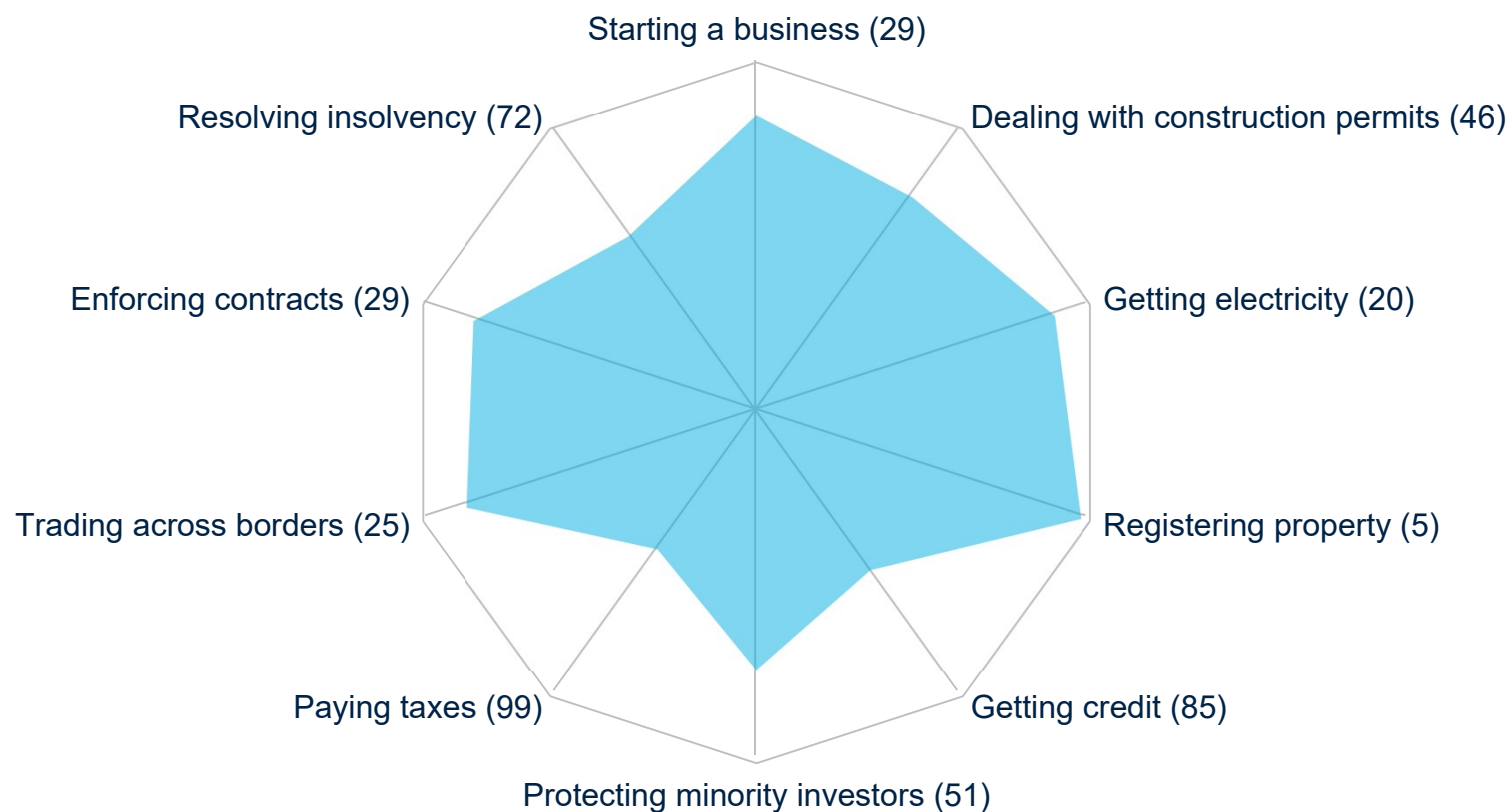 Starting a business (29)
Resolving insolvency (72)
Dealing with construction permits (46)
Enforcing contracts (29)
Getting electricity (20)
Trading across borders (25)
Registering property (5)
Paying taxes (99)
Getting credit (85)
Protecting minority investors (51)